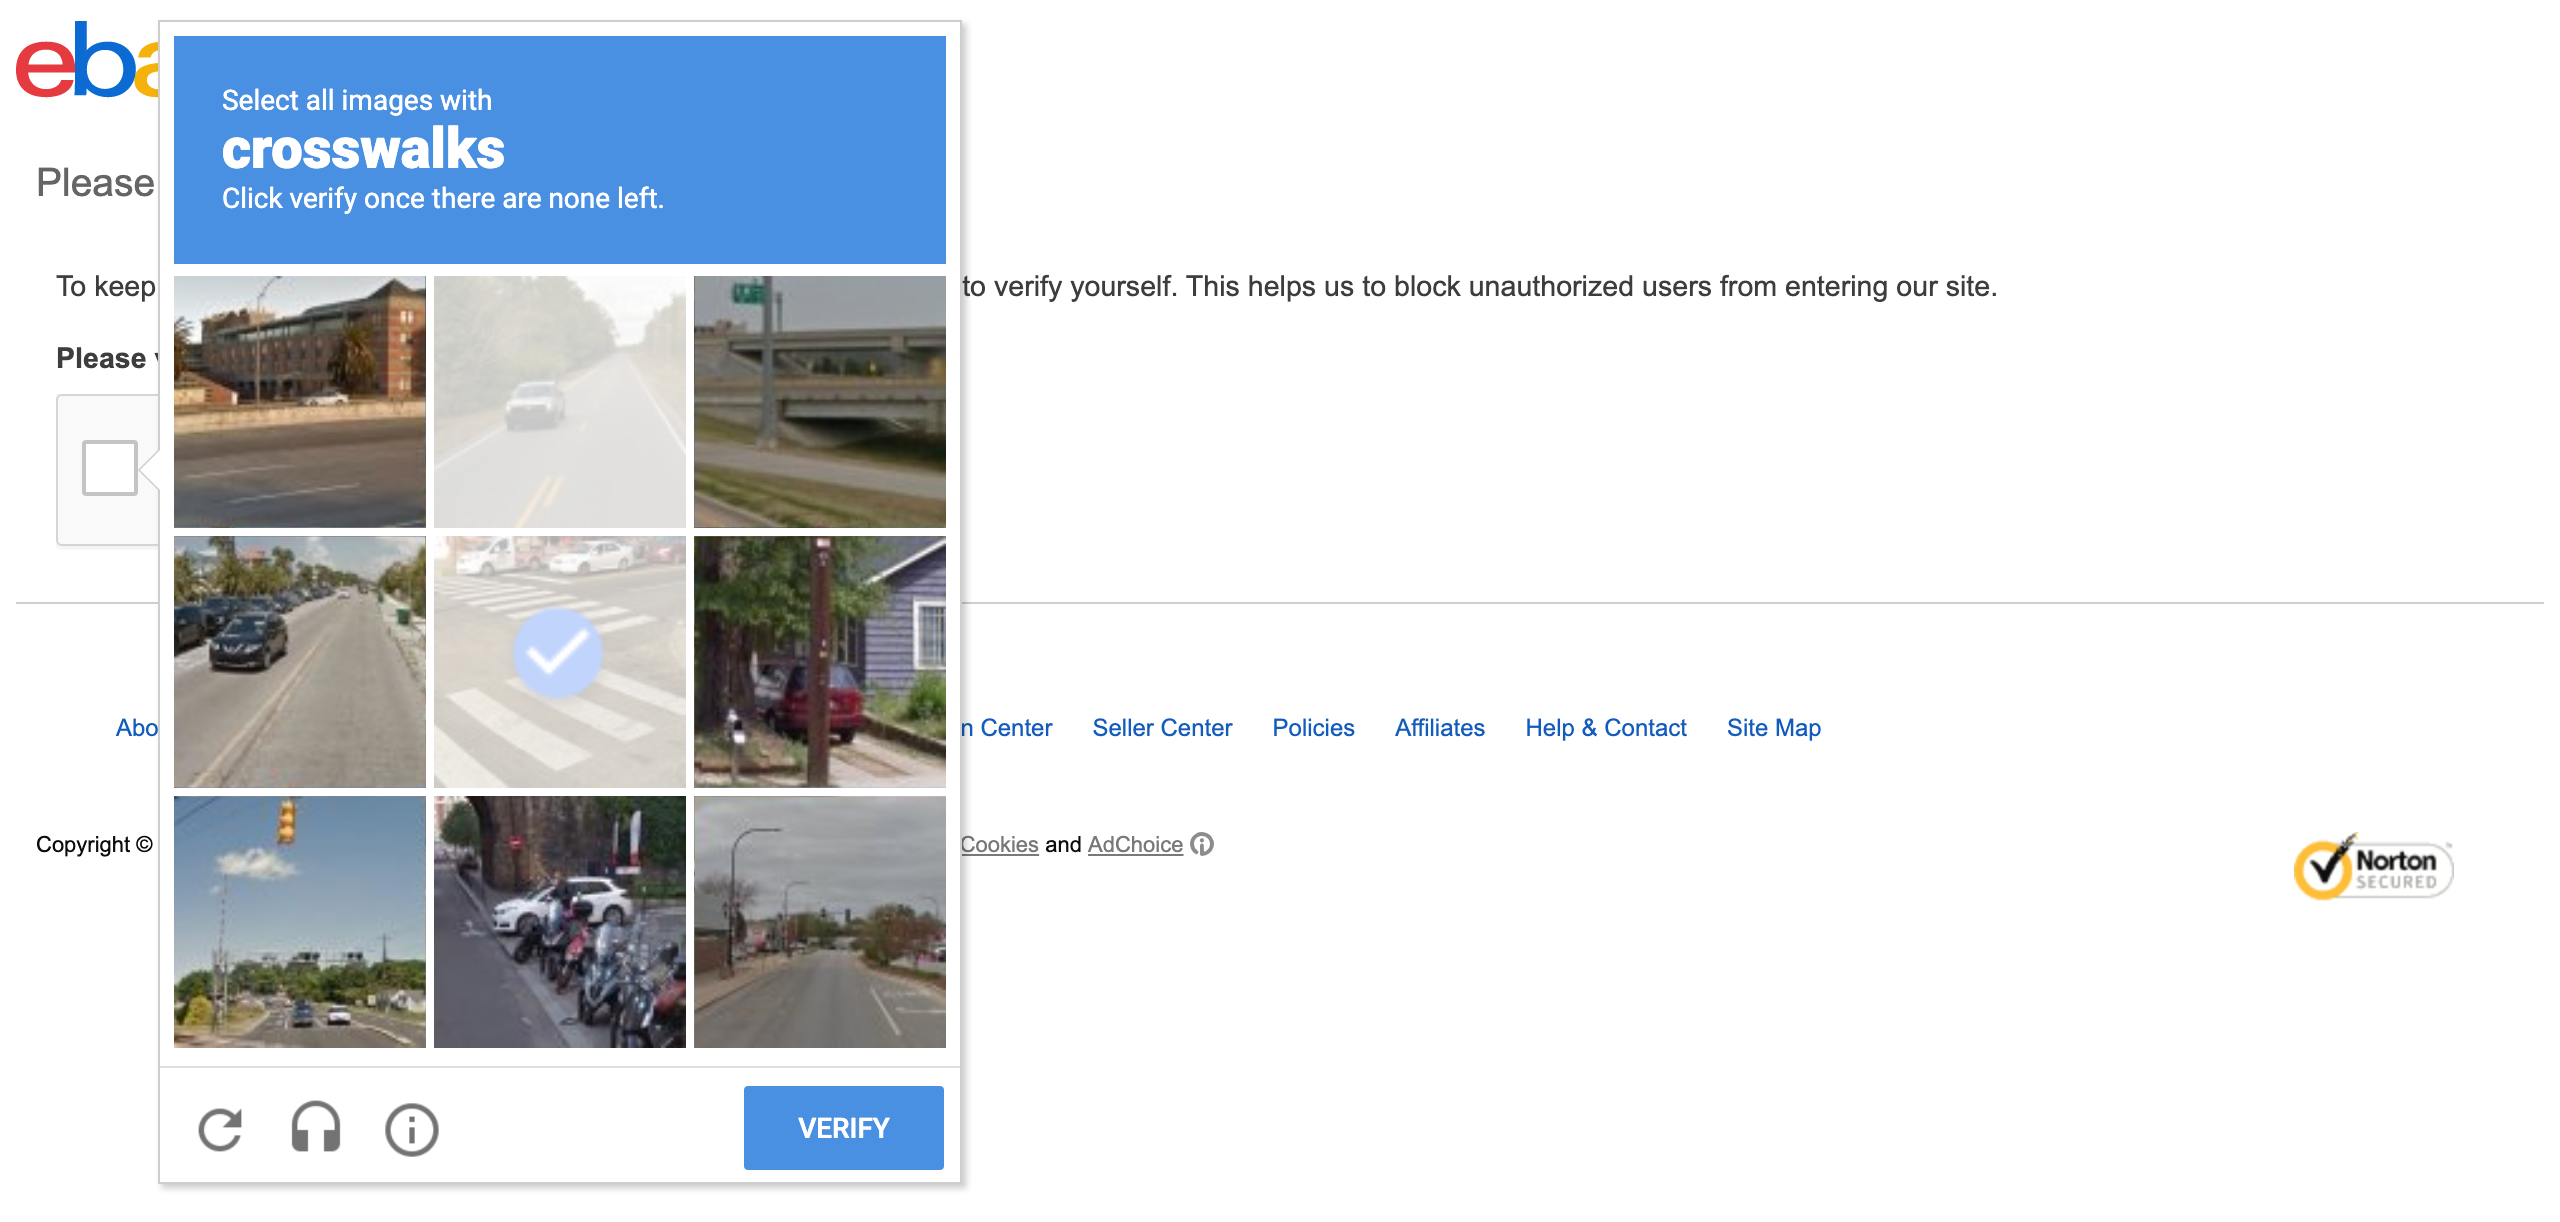 eba
Select all images with
crosswalks
Click verify once there are none left.
Please
To keep
to verify yourself. This helps us to block unauthorized users from entering our site.
Please
Abo
n Center
Seller Center
Policies
Affiliates
Help & Contact
Site Map
Copyright ©
Cookies and AdChoice
Norton
SECURED
VERIFY